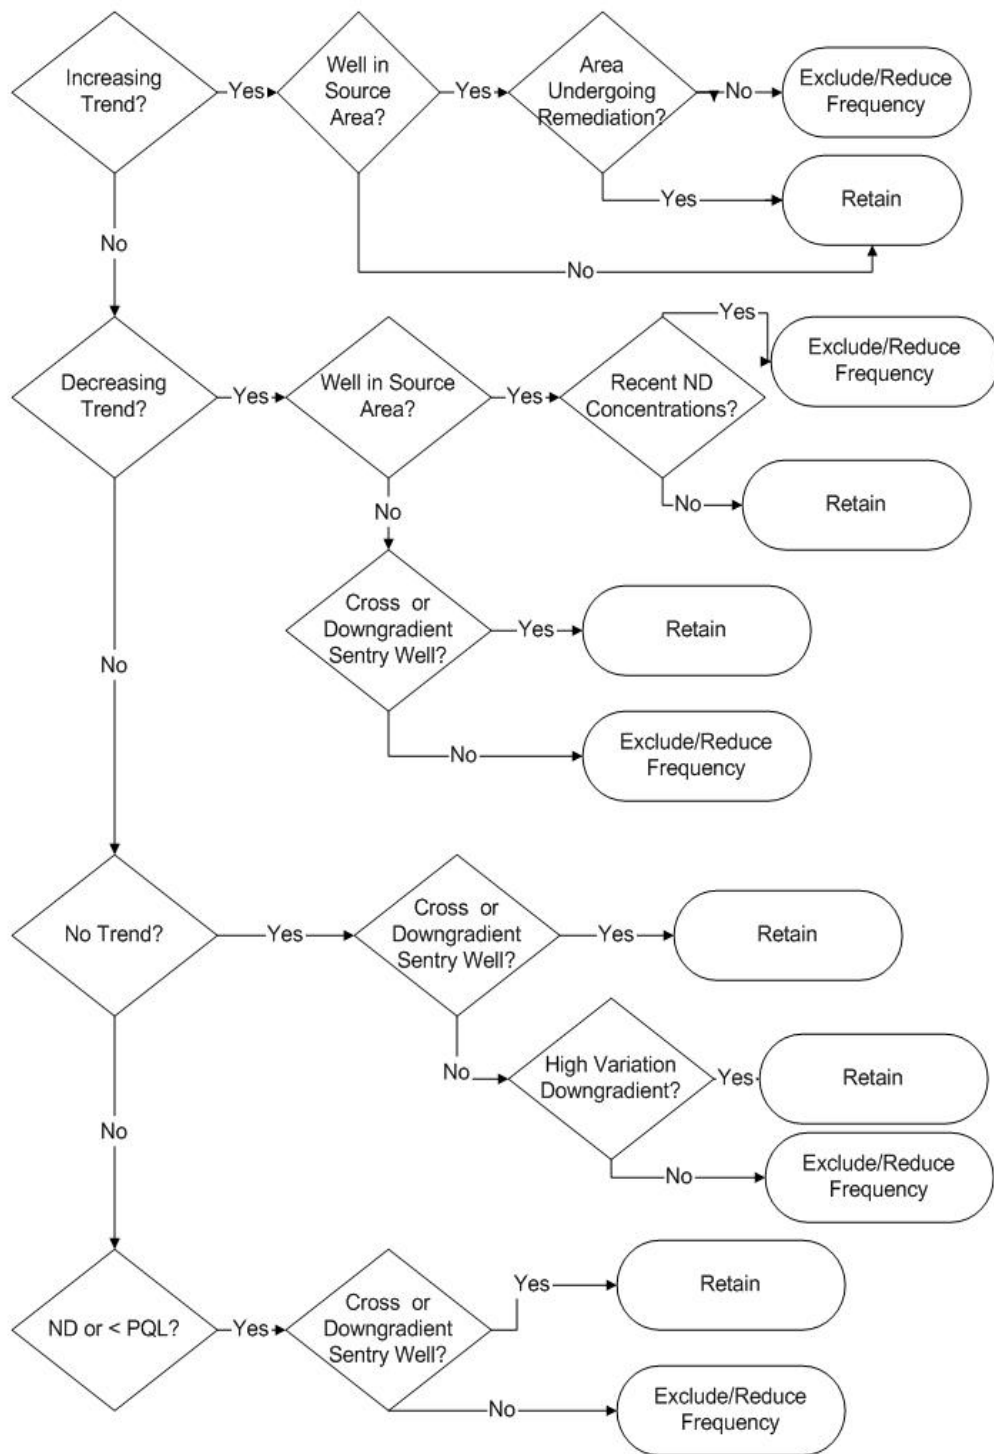 Increasing
Trend?
Yes
Well in
Source
Area?
Yes
Area
Undergoing
Remediation?
No
Exclude/Reduce
Frequency
Yes
Retain
No
No
Decreasing
Trend?
Yes
Well in Source
Area?
Yes
Recent ND
Concentrations?
Yes
Exclude/Reduce
Frequency
No
Retain
No
Cross or
Downgradient
Sentry Well?
Yes
Retain
No
Exclude/Reduce
Frequency
No
No Trend?
Yes
Cross or
Downgradient
Sentry Well?
Yes
Retain
No
High Variation
Downgradient?
Yes
Retain
No
Exclude/Reduce
Frequency
No
ND or < PQL?
Yes
Cross or
Downgradient
Sentry Well?
Yes
Retain
No
Exclude/Reduce
Frequency